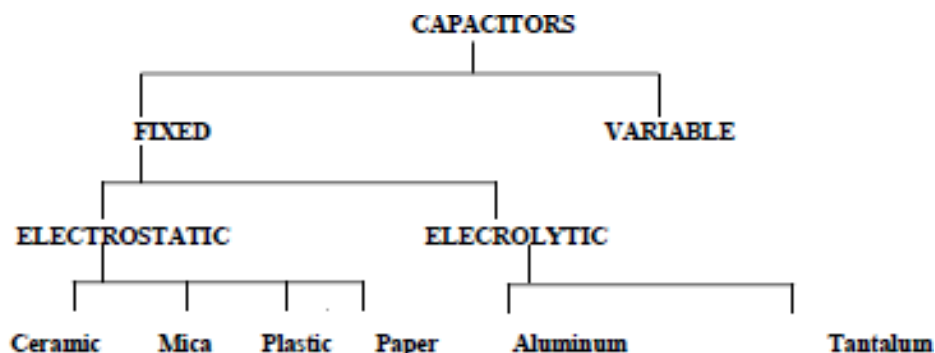 CAPACITORS
FIXED VARIABLE
ELECTROSTATIC ELECROLYTIC
Ceramic Mica Plastic Paper Aluminum Tantalum